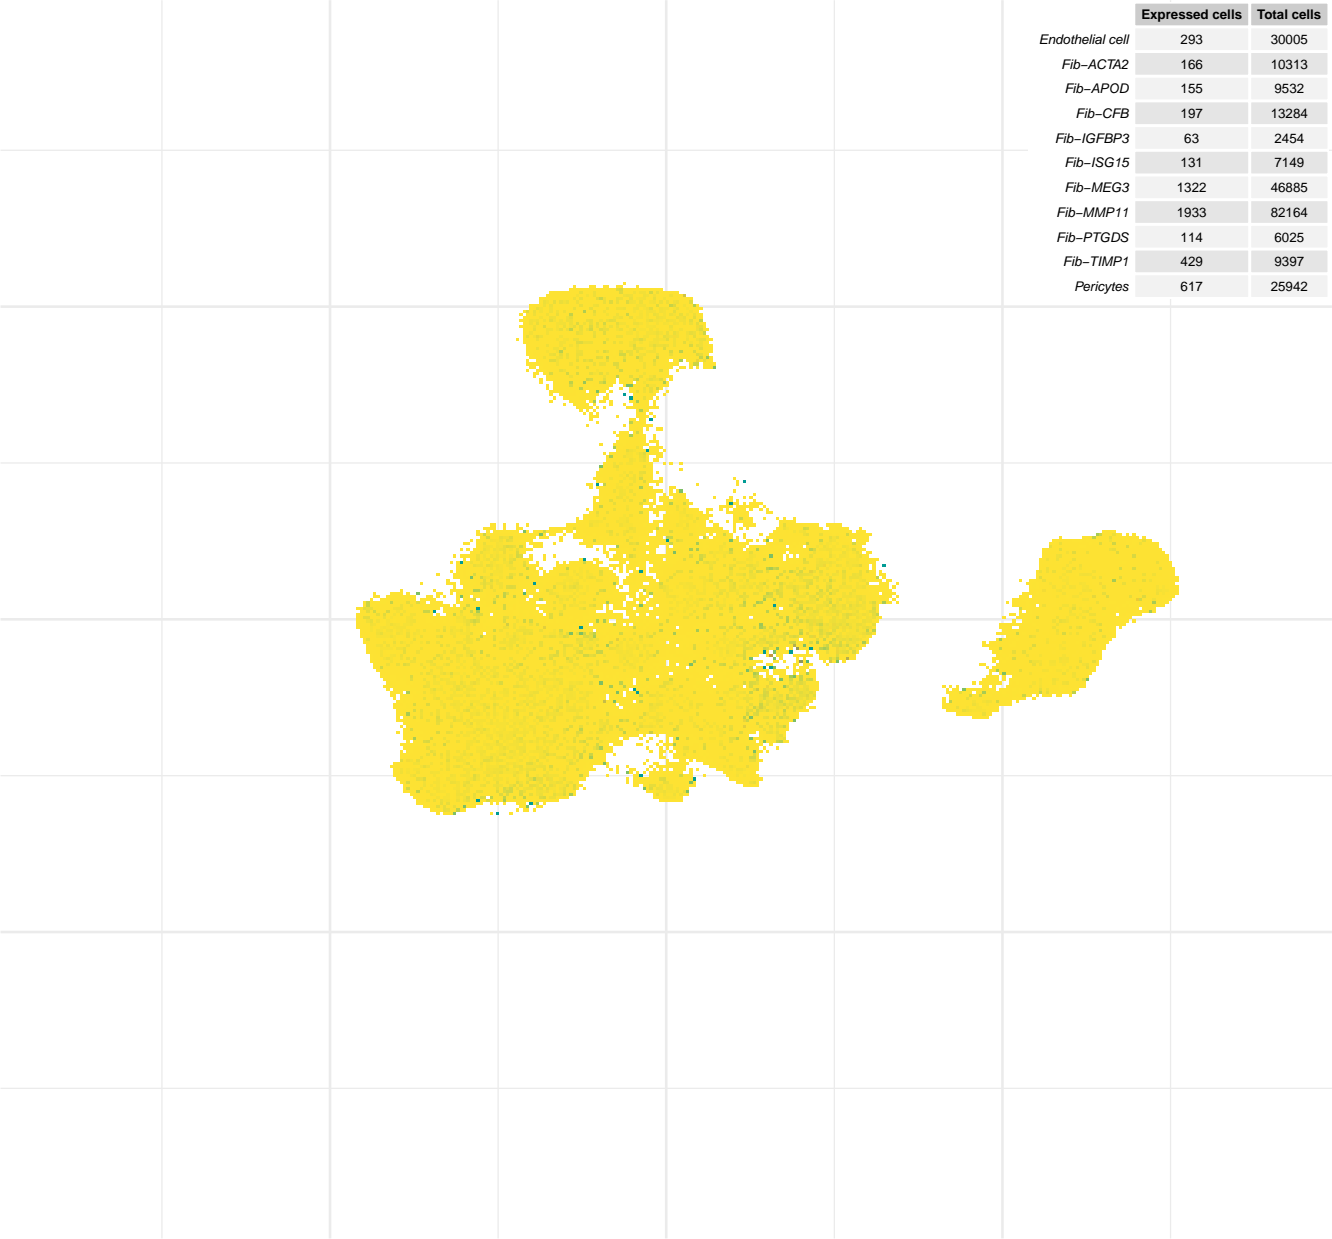 Expressed cells Total cells
Endothelial cell 293 30005
Fib−ACTA2 166 10313
Fib−APOD 155 9532
Fib−CFB 197 13284
Fib−IGFBP3 63 2454
Fib−ISG15 131 7149
Fib−MEG3 1322 46885
Fib−MMP11 1933 82164
Fib−PTGDS 114 6025
Fib−TIMP1 429 9397
Pericytes 617 25942